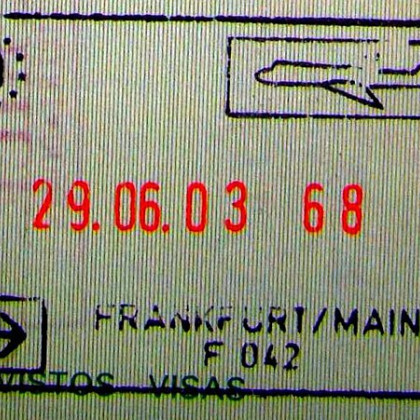 29.06.03 68
FRANKFURT/MAIN
F 042
VISTOS VISAS